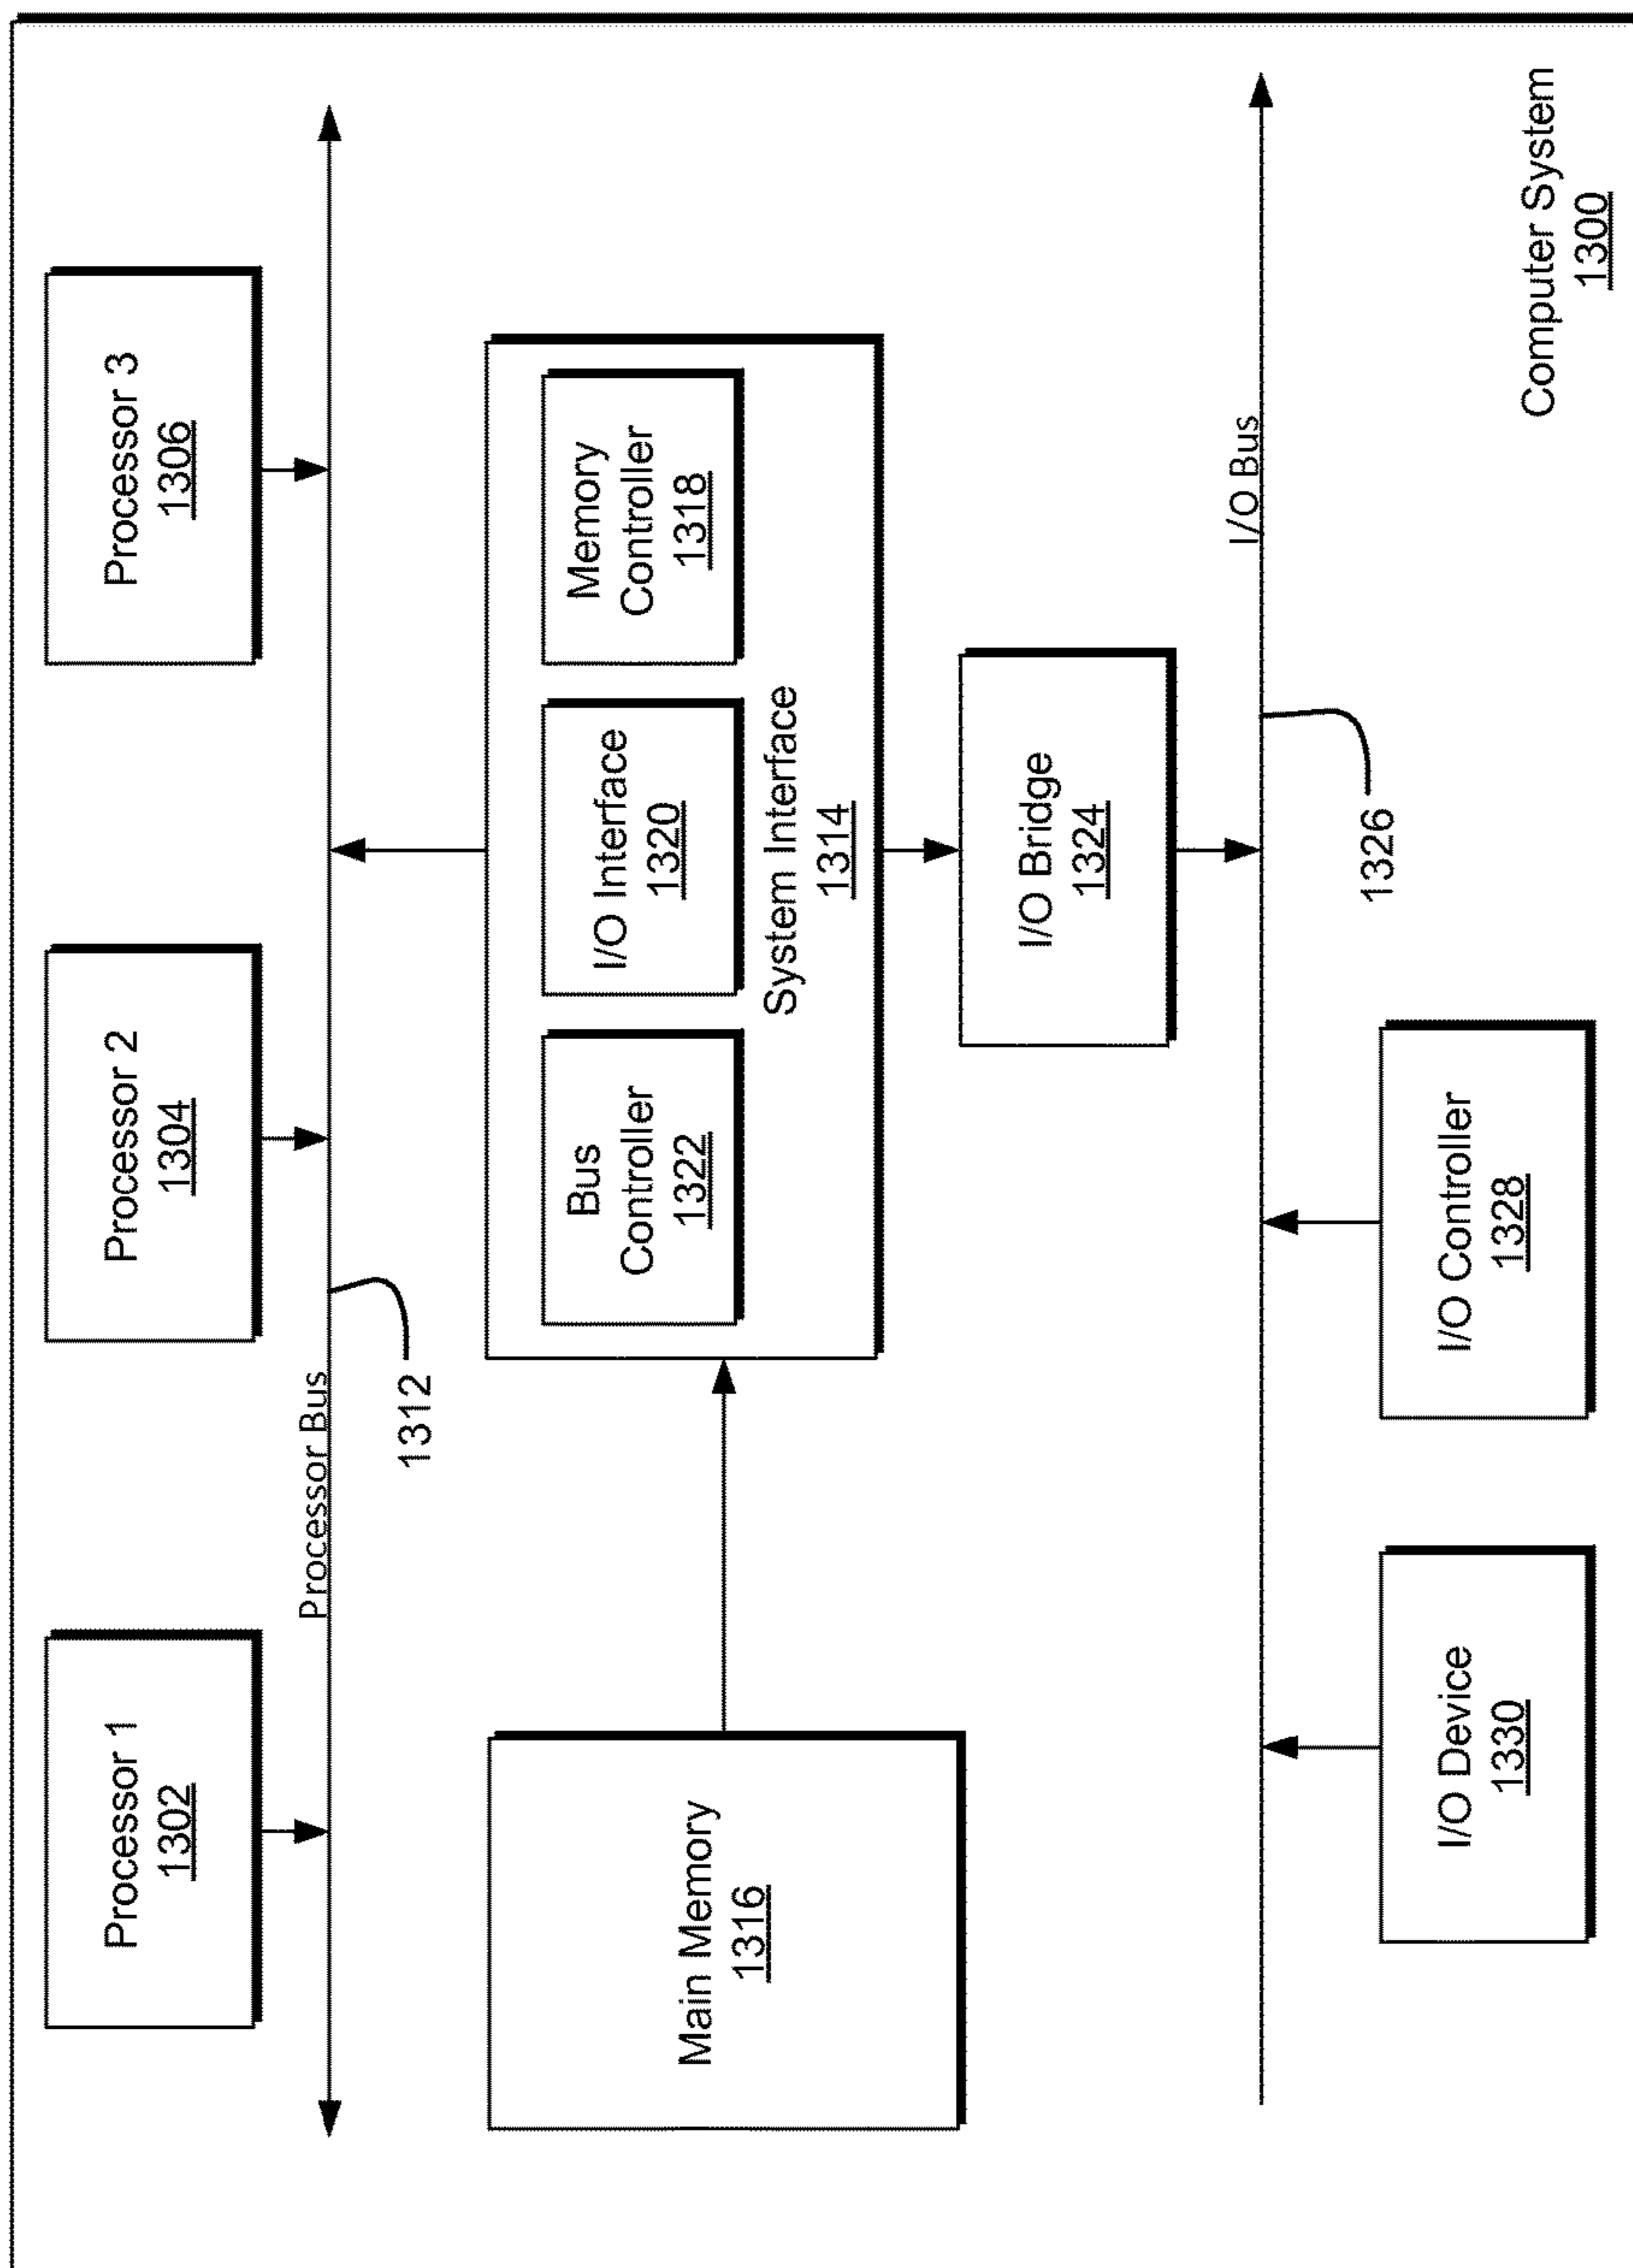 Processor 1
1302
Processor 2
1304
Processor 3
1306
Processor Bus
1312
Main Memory
1316
Bus
Controller
1322
I/O Interface
1320
Memory
Controller
1318
System Interface
1314
I/O Bridge
1324
I/O Bus
1326
I/O Device
1330
I/O Controller
1328
Computer System
1300